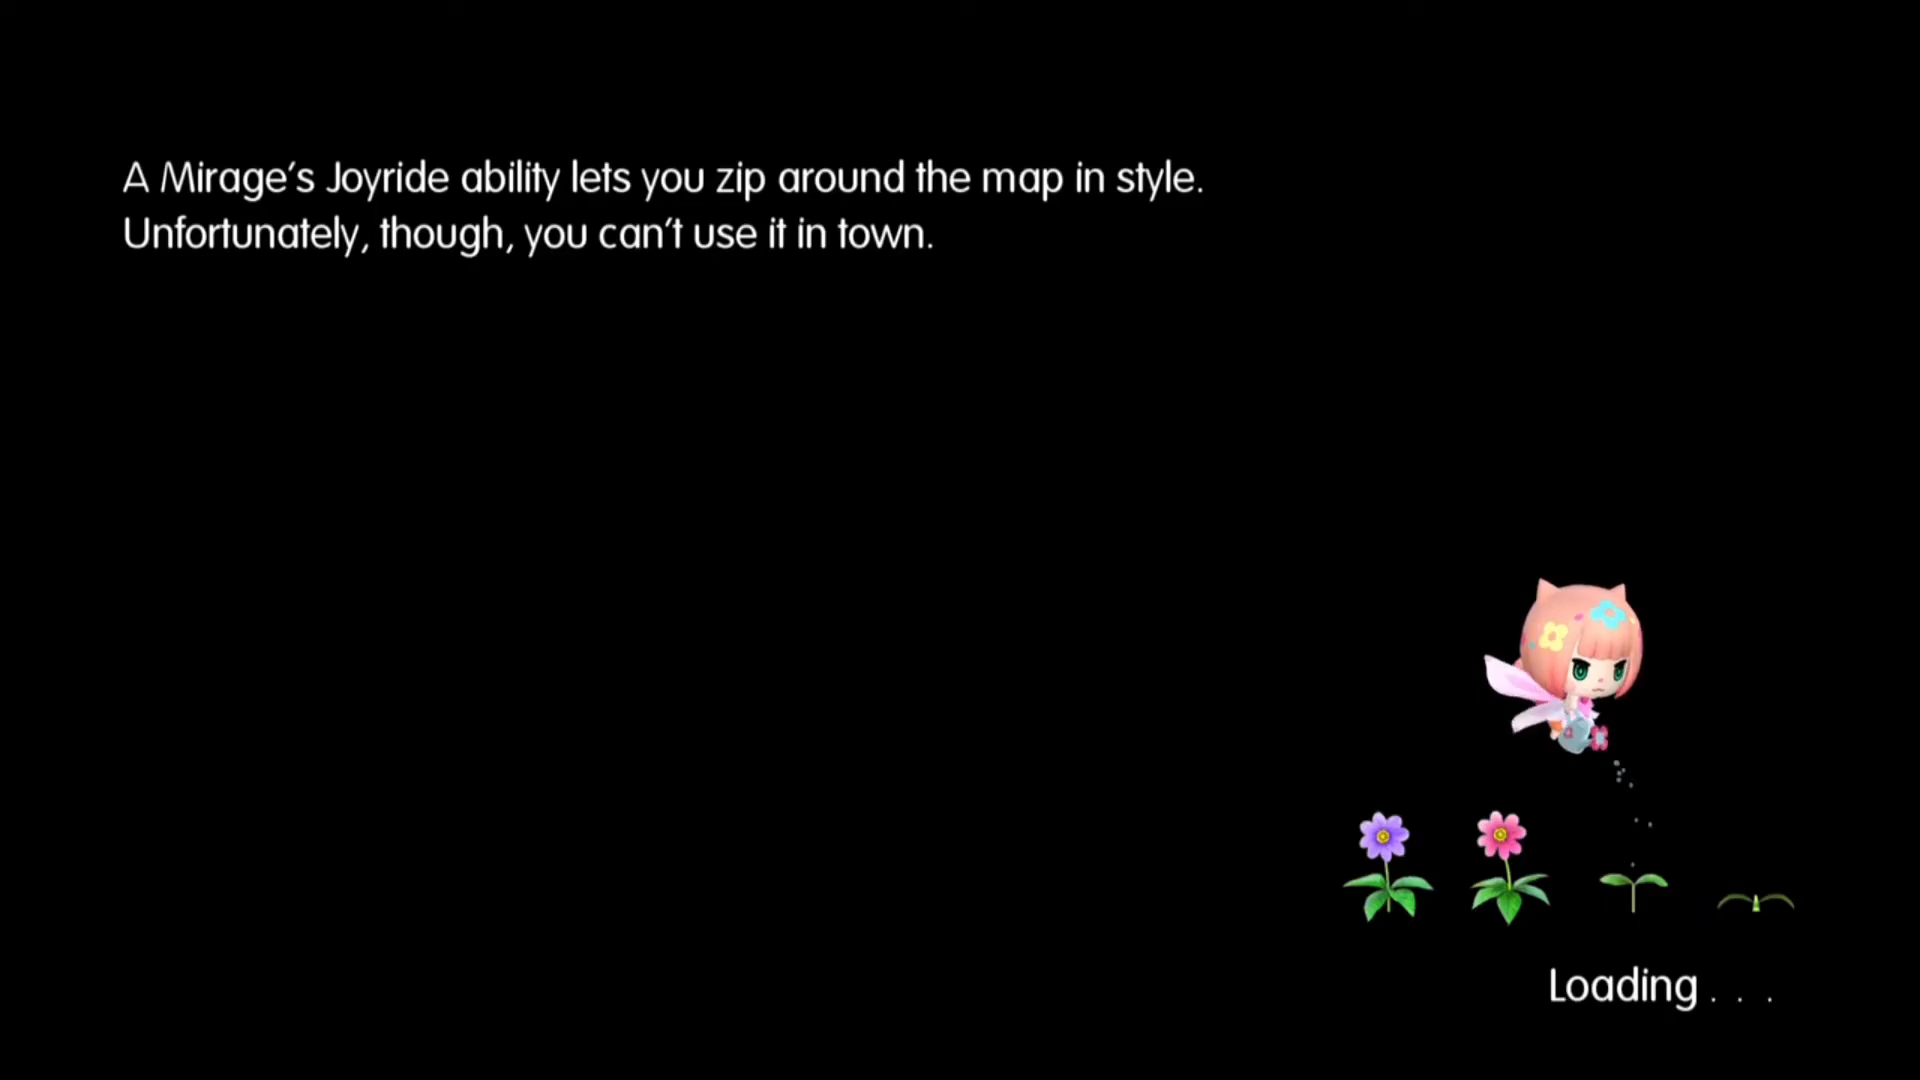 A Mirage's Joyride ability lets you zip around the map in style.
Unfortunately, though, you can't use it in town.
Loading . . .